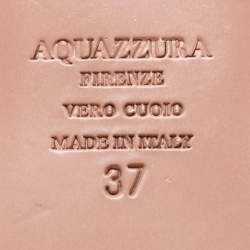 AQUAZZURA
FIRENZE
VERO CUOIO
MADE IN ITALY
37